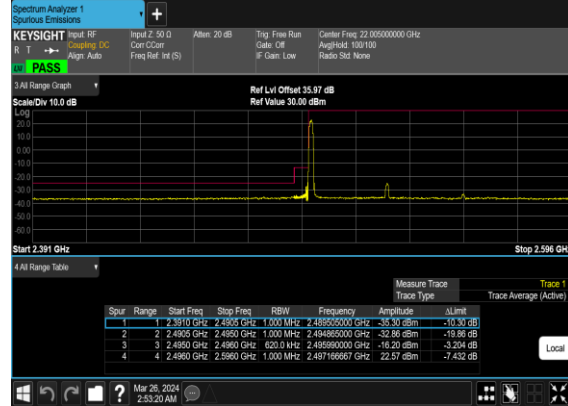 Spectrum Analyzer 1
Spurious Emissions
+
KEYSIGHT Input: RF Input Z: 50 Ω Atten: 20 dB Trig: Free Run Center Freq: 22.005000000 GHz
R T Coupling: DC Corr CCorr Gate: Off Avg|Hold: 100/100
Align: Auto Freq Ref: Int (S) IF Gain: Low Radio Std: None
PASS
3 All Range Graph Ref Lvl Offset 35.97 dB
Scale/Div 10.0 dB Ref Value 30.00 dBm
Log
20.0
10.0
0.00
-10.0
-20.0
-30.0
-40.0
-50.0
-60.0
Start 2.391 GHz Stop 2.596 GH
4 All Range Table
Measure Trace Trace 1
Trace Type Trace Average (Active)
Spur Range Start Freq Stop Freq RBW Frequency Amplitude ΔLimit
1 1 2.3910 GHz 2.4905 GHz 1.000 MHz 2.489505000 GHz -35.30 dBm -10.30 dB
2 2 2.4905 GHz 2.4950 GHz 1.000 MHz 2.494865000 GHz -32.86 dBm -19.86 dB
3 3 2.4950 GHz 2.4960 GHz 620.0 kHz 2.495990000 GHz -16.20 dBm -3.204 dB
4 4 2.4960 GHz 2.5960 GHz 1.000 MHz 2.497166667 GHz 22.57 dBm -7.432 dB
Local
? Mar 26, 2024
2:53:20 AM